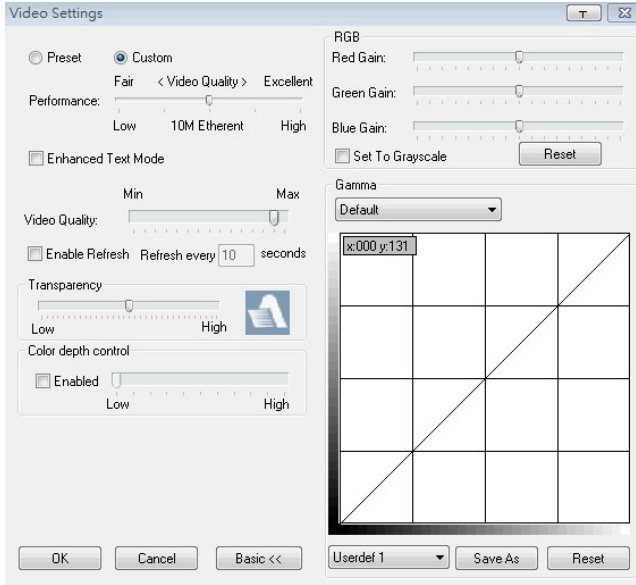 Video Settings
T
Preset
Custom
Fair < Video Quality > Excellent
Performance:
Low 10M Etherent High
Enhanced Text Mode
Min Max
Video Quality:
Enable Refresh Refresh every 10 seconds
Transparency
Low High
Color depth control
Enabled
Low High
OK
Cancel
Basic <<
RGB
Red Gain:
Green Gain:
Blue Gain:
Set To Grayscale
Reset
Gamma
Default
x:000 y:131
Userdef 1
Save As
Reset